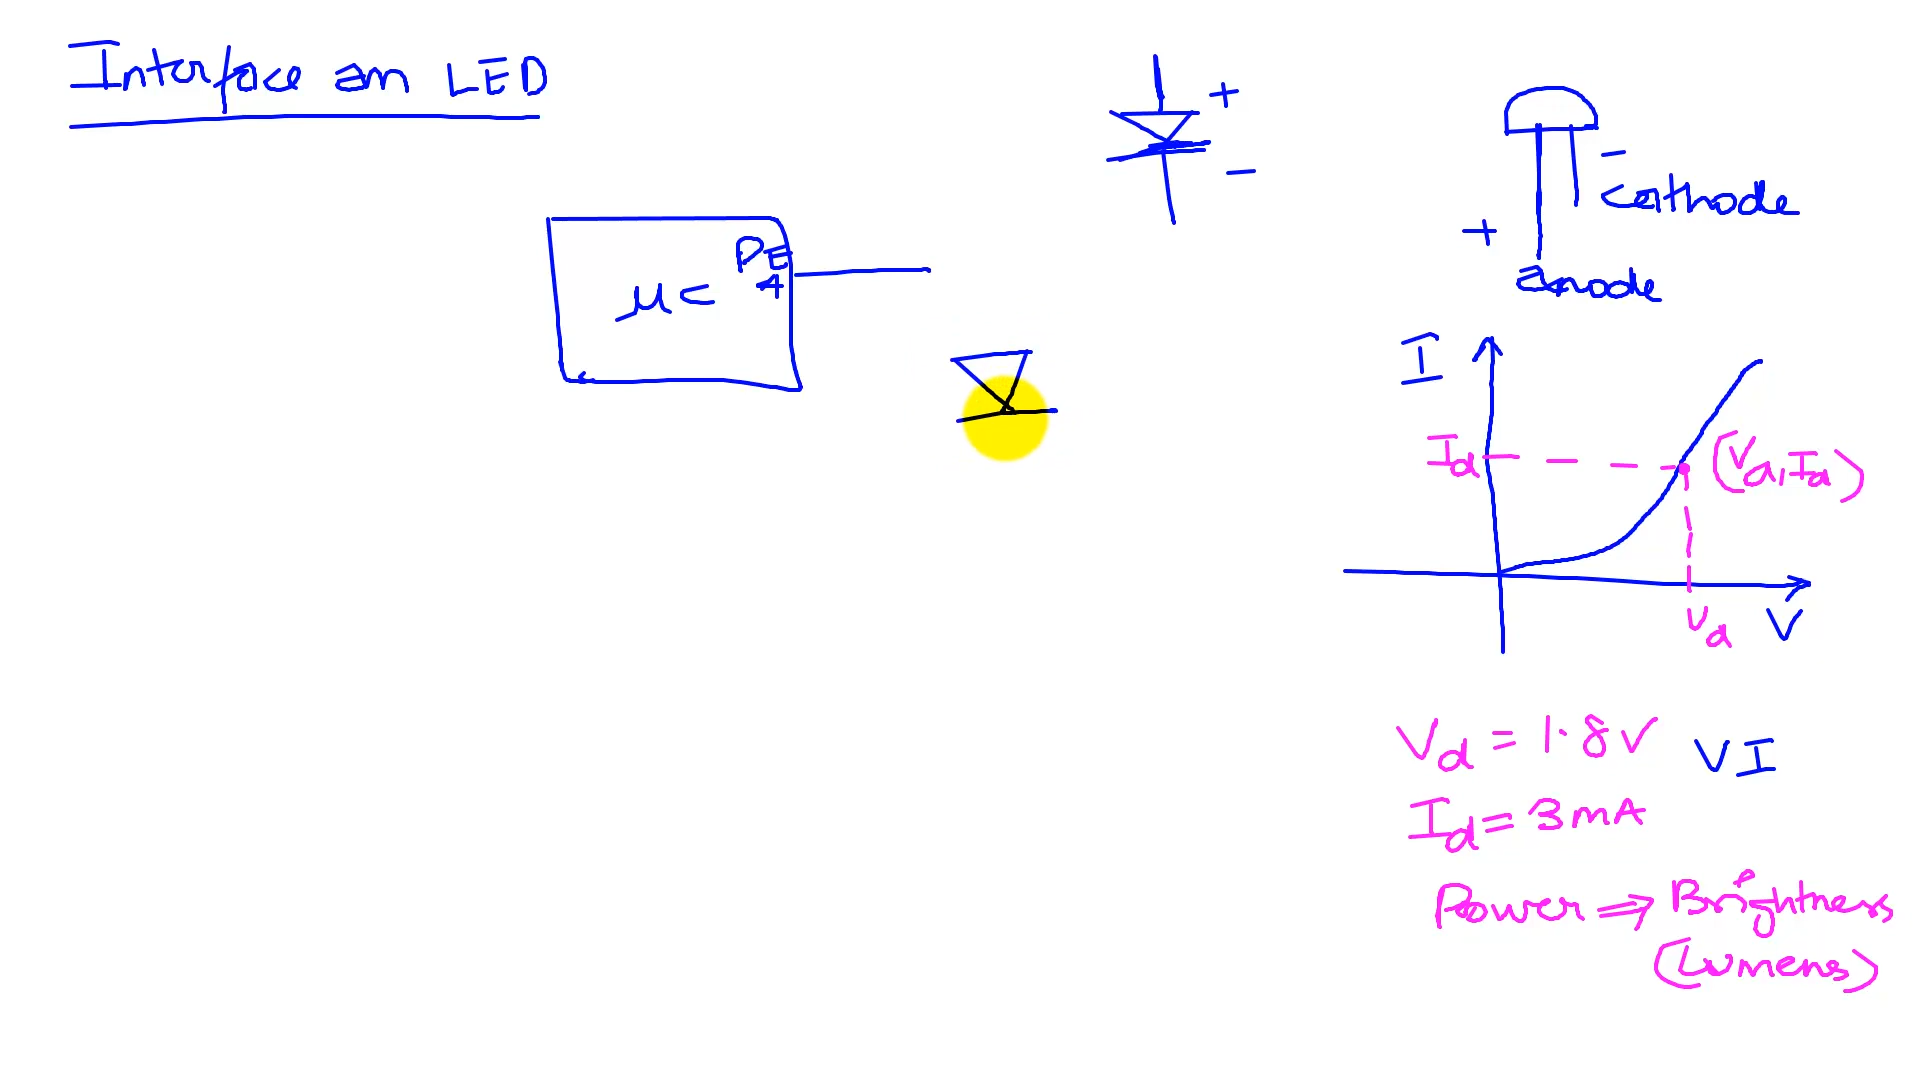 Interface an LED
+
-
-
Cathode
+
Anode
PE
4
μC
I
Id
(Vd, Id)
Vd
V
Vd = 1.8V
VI
Id = 3mA
Power ⇒ Brightness
(Lumens)